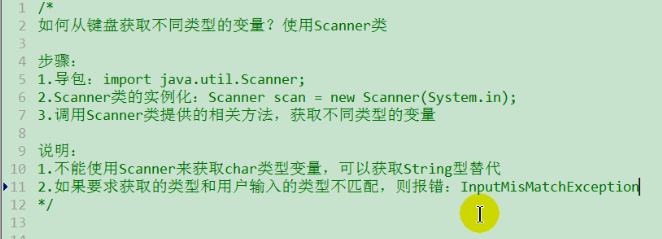 1 /*
2 如何从键盘获取不同类型的变量？使用Scanner类
3
4 步骤：
5 1.导包：import java.util.Scanner;
6 2.Scanner类的实例化：Scanner scan = new Scanner(System.in);
7 3.调用Scanner类提供的相关方法，获取不同类型的变量
8
9 说明：
10 1.不能使用Scanner来获取char类型变量，可以获取String型替代
11 2.如果要求获取的类型和用户输入的类型不匹配，则报错：InputMisMatchException
12 */
13